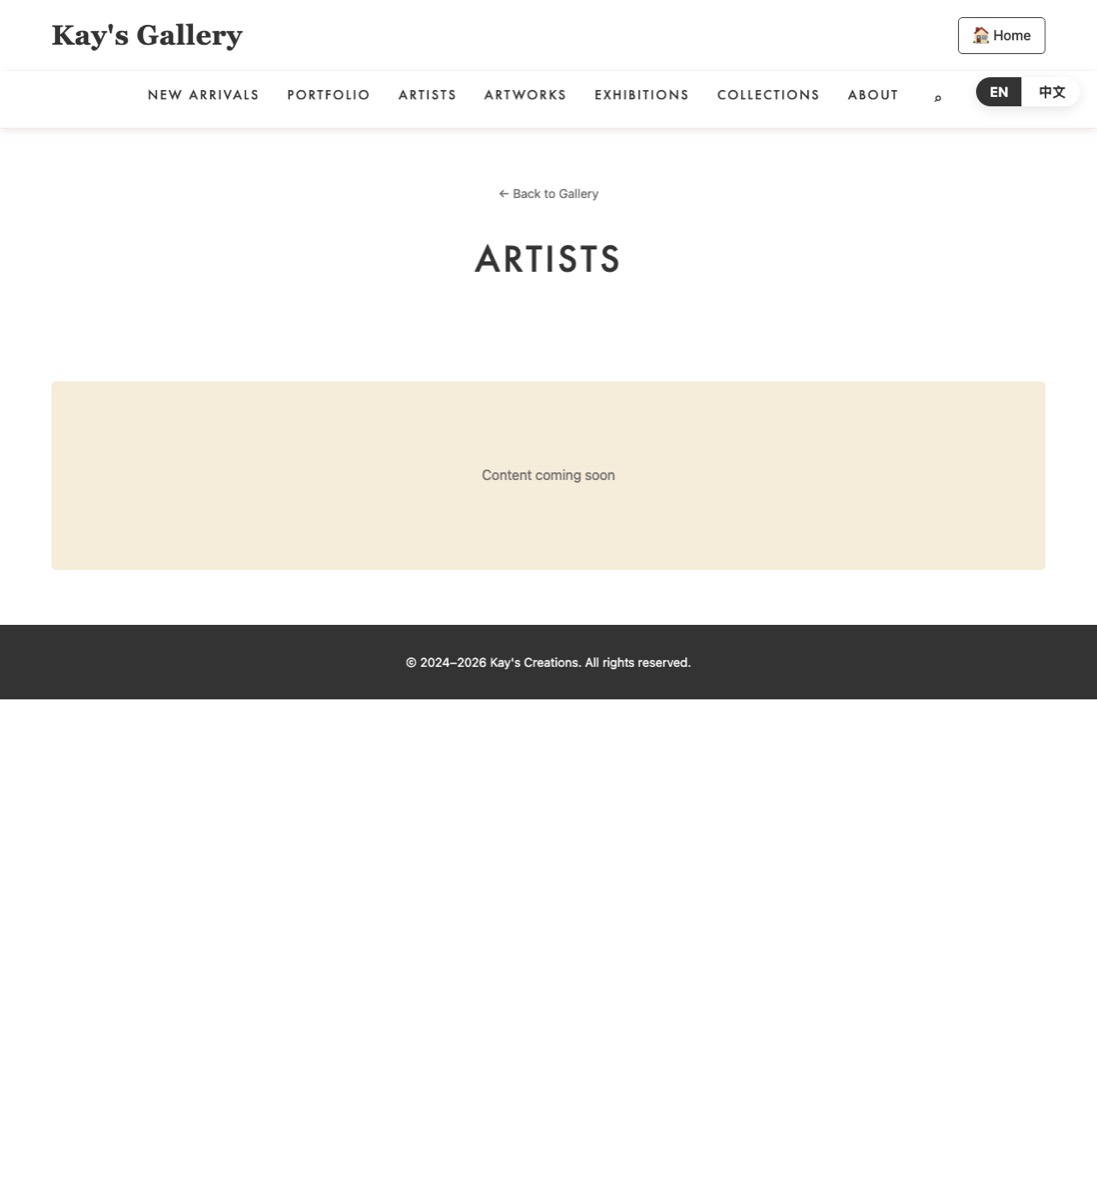 Kay's Gallery
🏠 Home
NEW ARRIVALS PORTFOLIO ARTISTS ARTWORKS EXHIBITIONS COLLECTIONS ABOUT ⌕ EN 中文
← Back to Gallery
ARTISTS
Content coming soon
© 2024–2026 Kay's Creations. All rights reserved.